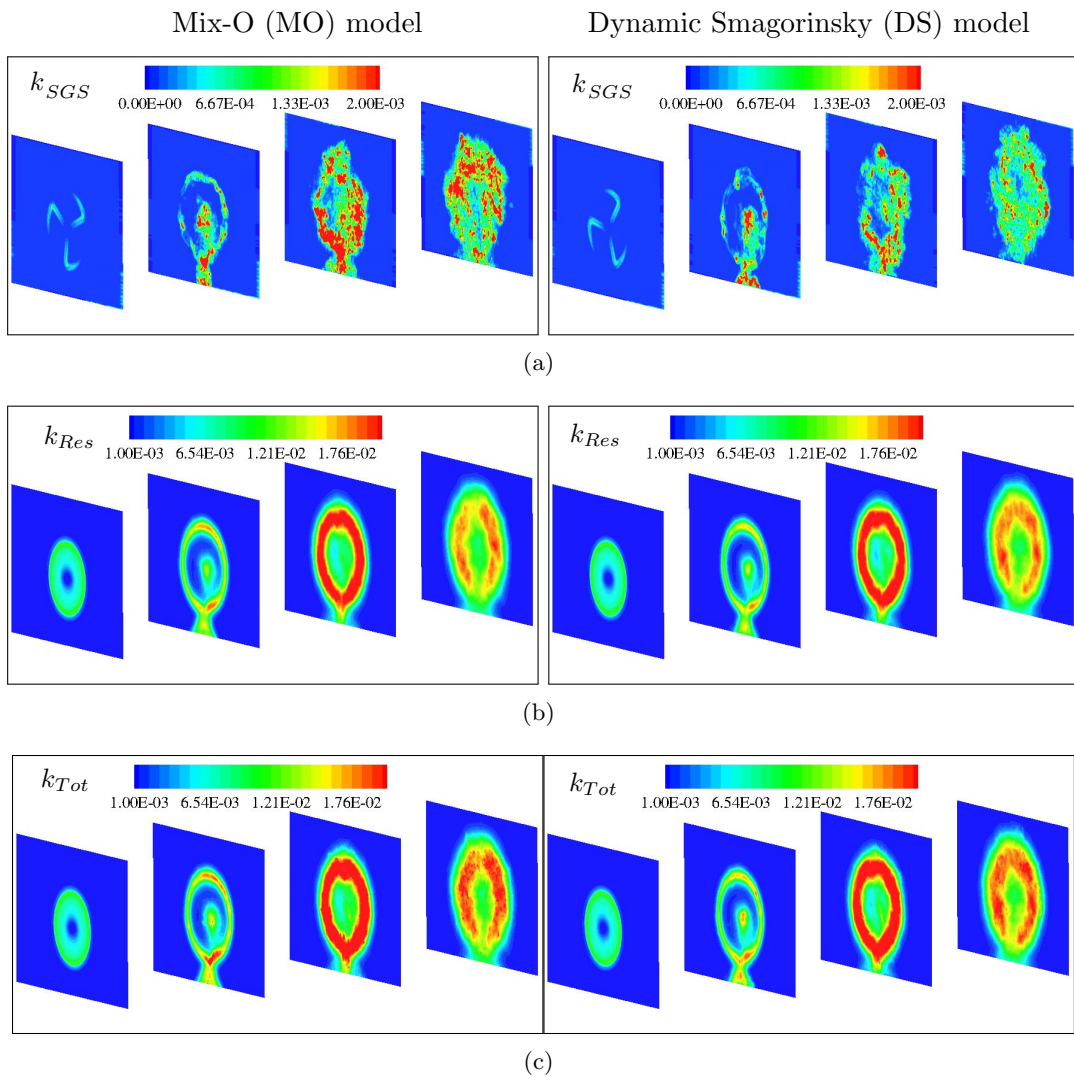 Mix-O (MO) model
Dynamic Smagorinsky (DS) model
k_SGS
0.00E+00 6.67E-04 1.33E-03 2.00E-03
k_SGS
0.00E+00 6.67E-04 1.33E-03 2.00E-03
(a)
k_Res
1.00E-03 6.54E-03 1.21E-02 1.76E-02
k_Res
1.00E-03 6.54E-03 1.21E-02 1.76E-02
(b)
k_Tot
1.00E-03 6.54E-03 1.21E-02 1.76E-02
k_Tot
1.00E-03 6.54E-03 1.21E-02 1.76E-02
(c)